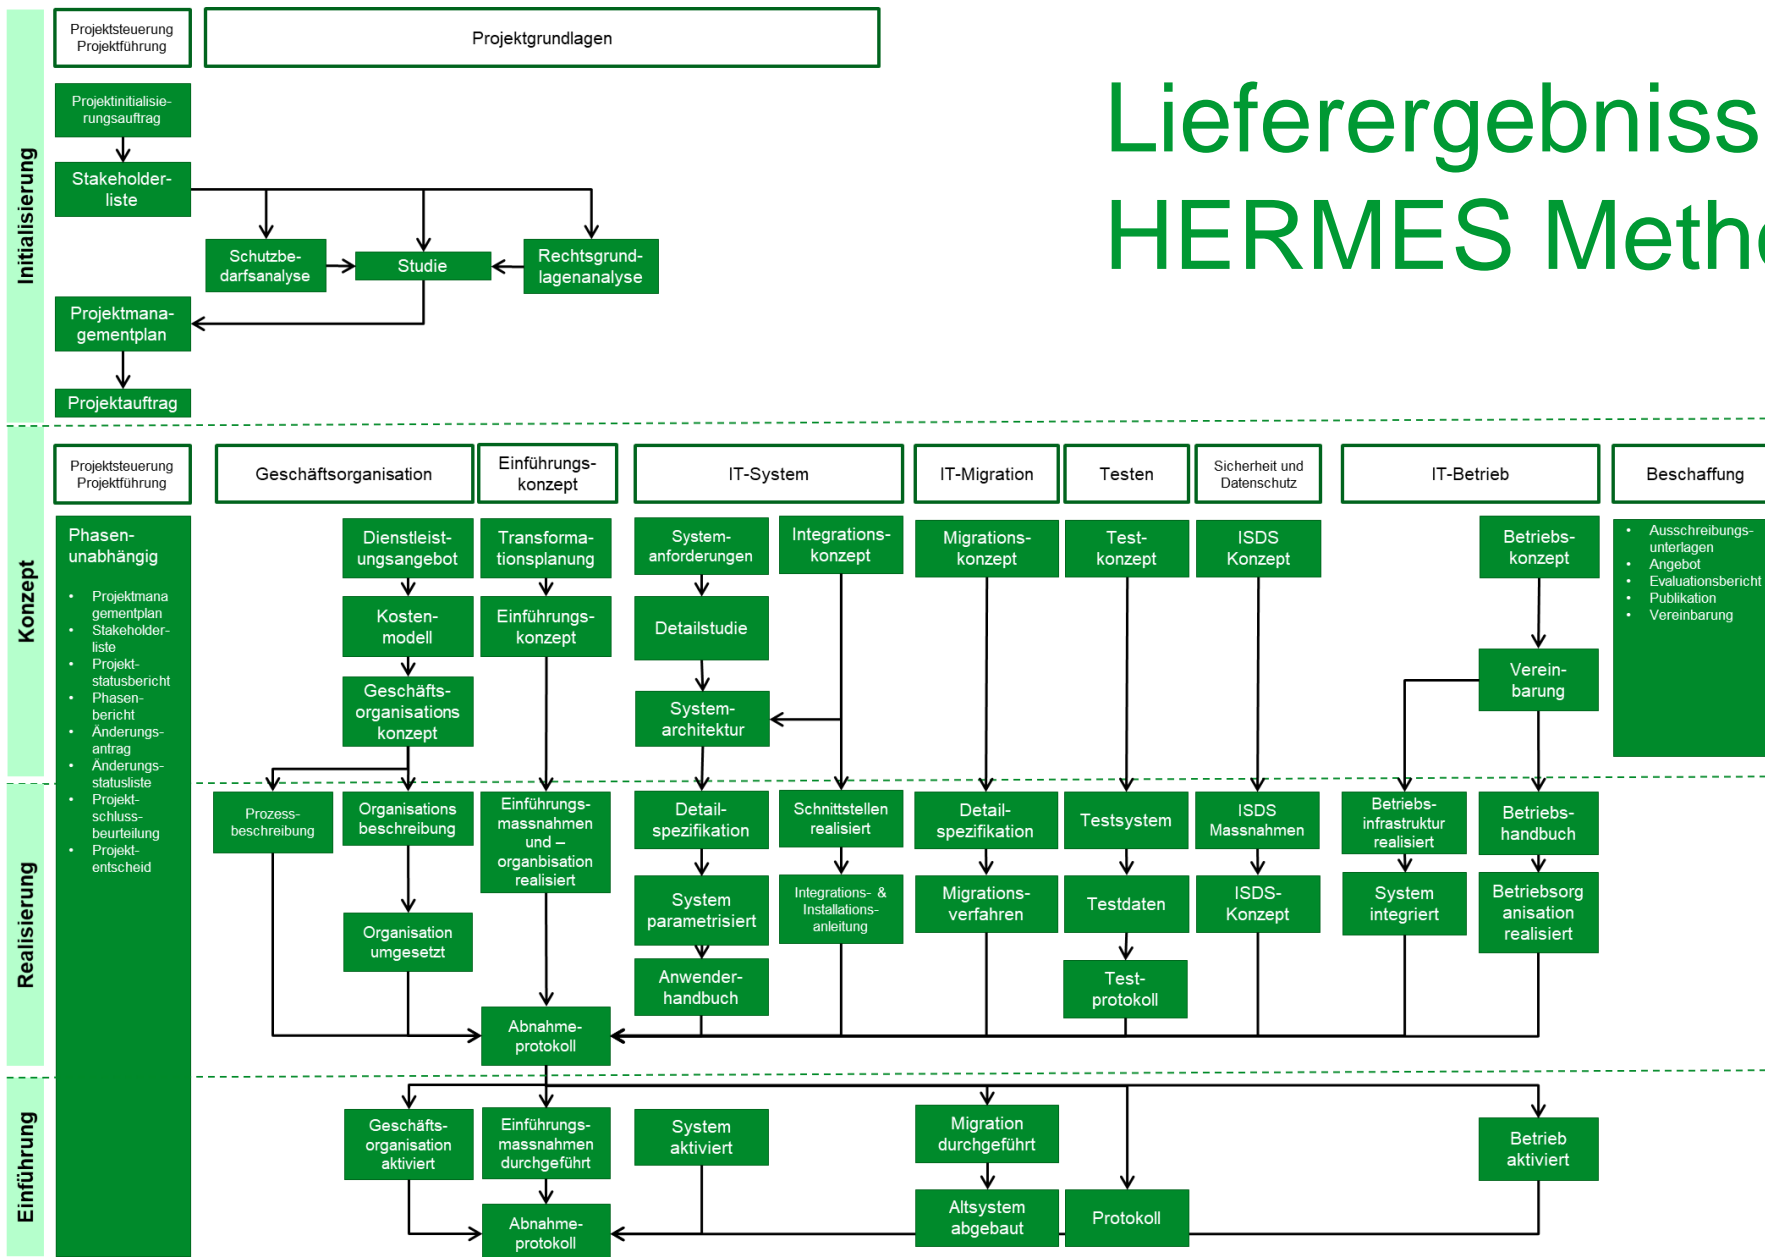 Projektsteuerung
Projektführung
Projektgrundlagen
Lieferergebniss
HERMES Meth
Initialisierung
Projektinitialisie-
rungsauftrag
Stakeholder-
liste
Schutzbe-
darfsanalyse
Studie
Rechtsgrund-
lagenanalyse
Projektmana-
gementplan
Projektauftrag
Konzept
Projektsteuerung
Projektführung
Geschäftsorganisation
Einführungs-
konzept
IT-System
IT-Migration
Testen
Sicherheit und
Datenschutz
IT-Betrieb
Beschaffung
Phasen-
unabhängig
• Projektmana
gementplan
• Stakeholder-
liste
• Projekt-
statusbericht
• Phasen-
bericht
• Änderungs-
antrag
• Änderungs-
statusliste
• Projekt-
schluss-
beurteilung
• Projekt-
entscheid
Dienstleist-
ungsangebot
Transforma-
tionsplanung
System-
anforderungen
Integrations-
konzept
Migrations-
konzept
Test-
konzept
ISDS
Konzept
Betriebs-
konzept
• Ausschreibungs-
unterlagen
• Angebot
• Evaluationsbericht
• Publikation
• Vereinbarung
Kosten-
modell
Einführungs-
konzept
Detailstudie
Verein-
barung
Geschäfts-
organisations
konzept
System-
architektur
Realisierung
Prozess-
beschreibung
Organisations
beschreibung
Einführungs-
massnahmen
und –
organbisation
realisiert
Detail-
spezifikation
Schnittstellen
realisiert
Detail-
spezifikation
Testsystem
ISDS
Massnahmen
Betriebs-
infrastruktur
realisiert
Betriebs-
handbuch
Organisation
umgesetzt
System
parametrisiert
Integrations- &
Installations-
anleitung
Migrations-
verfahren
Testdaten
ISDS-
Konzept
System
integriert
Betriebsorg
anisation
realisiert
Anwender-
handbuch
Test-
protokoll
Abnahme-
protokoll
Einführung
Geschäfts-
organisation
aktiviert
Einführungs-
massnahmen
durchgeführt
System
aktiviert
Migration
durchgeführt
Betrieb
aktiviert
Abnahme-
protokoll
Altsystem
abgebaut
Protokoll